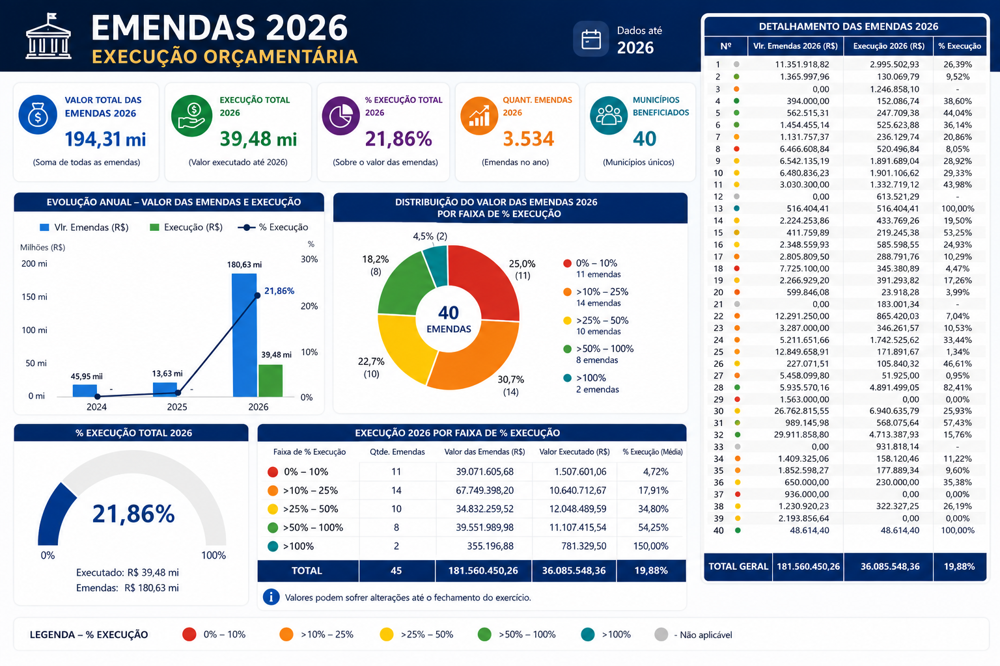 EMENDAS 2026
EXECUÇÃO ORÇAMENTÁRIA
Dados até
2026
VALOR TOTAL DAS
EMENDAS 2026
194,31 mi
(Soma de todas as emendas)
EXECUÇÃO TOTAL
2026
39,48 mi
(Valor executado até 2026)
% EXECUÇÃO TOTAL
2026
21,86%
(Sobre o valor das emendas)
QUANT. EMENDAS
2026
3.534
(Emendas no ano)
MUNICÍPIOS
BENEFICIADOS
40
(Municípios únicos)
EVOLUÇÃO ANUAL – VALOR DAS EMENDAS E EXECUÇÃO
Vlr. Emendas (R$) Execução (R$) % Execução
Milhões (R$) %
200 mi 30%
150 mi 20%
100 mi 10%
50 mi 0%
0 mi
45,95 mii -
13,63 mi -
180,63 mi
21,86%
39,48 mi
2024 2025 2026
DISTRIBUIÇÃO DO VALOR DAS EMENDAS 2026
POR FAIXA DE % EXECUÇÃO
4,5% (2)
18,2%
(8)
25,0%
(11)
22,7%
(10)
30,7%
(14)
40
EMENDAS
0% – 10%
11 emendas
>10% – 25%
14 emendas
>25% – 50%
10 emendas
>50% – 100%
8 emendas
>100%
2 emendas
% EXECUÇÃO TOTAL 2026
21,86%
0% 100%
Executado: R$ 39,48 mi
Emendas: R$ 180,63 mi
EXECUÇÃO 2026 POR FAIXA DE % EXECUÇÃO
Faixa de % Execução Qtde. Emendas Valor das Emendas (R$) Valor Executado (R$) % Execução (Média)
0% – 10% 11 39.071.605,68 1.507.601,06 4,72%
>10% – 25% 14 67.749.398,20 10.640.712,67 17,91%
>25% – 50% 10 34.832.259,52 12.048.489,59 34,80%
>50% – 100% 8 39.551.989,98 11.107.415,54 54,25%
>100% 2 355.196,88 781.329,50 150,00%
TOTAL 45 181.560.450,26 36.085.548,36 19,88%
i Valores podem sofrer alterações até o fechamento do exercício.
DETALHAMENTO DAS EMENDAS 2026
Nº Vlr. Emendas 2026 (R$) Execução 2026 (R$) % Execução
1 11.351.918,82 2.995.502,93 26,39%
2 1.365.997,96 130.069,79 9,52%
3 0,00 1.246.858,10 -
4 394.000,00 152.086,74 38,60%
5 562.515,31 247.709,38 44,04%
6 1.454.455,14 525.623,88 36,14%
7 1.131.757,37 236.129,74 20,86%
8 6.466.608,84 520.496,84 8,05%
9 6.542.135,19 1.891.689,04 28,92%
10 6.480.836,23 1.901.106,62 29,33%
11 3.030.300,00 1.332.719,12 43,98%
12 0,00 613.521,29 -
13 516.404,41 516.404,41 100,00%
14 2.224.253,86 433.769,26 19,50%
15 411.759,89 219.245,38 53,25%
16 2.348.559,93 585.598,55 24,93%
17 2.805.809,50 288.791,76 10,29%
18 7.725.100,00 345.380,89 4,47%
19 2.266.929,20 391.293,82 17,26%
20 599.846,08 23.918,28 3,99%
21 0,00 183.001,34 -
22 12.291.250,00 865.420,03 7,04%
23 3.287.000,00 346.261,57 10,53%
24 5.211.651,66 1.742.525,62 33,44%
25 12.849.658,91 171.891,67 1,34%
26 227.071,51 105.840,32 46,61%
27 5.458.099,80 51.925,00 0,95%
28 5.935.570,16 4.891.499,05 82,41%
29 1.563.000,00 0,00 0,00%
30 26.762.815,55 6.940.635,79 25,93%
31 989.145,98 568.075,64 57,43%
32 29.911.858,80 4.713.387,93 15,76%
33 0,00 931.818,14 -
34 1.409.325,06 158.120,46 11,22%
35 1.852.598,27 177.889,34 9,60%
36 650.000,00 230.000,00 35,38%
37 936.000,00 0,00 0,00%
38 1.230.920,23 322.327,25 26,19%
39 2.193.856,64 0,00 0,00%
40 48.614,40 48.614,40 100,00%
TOTAL GERAL 181.560.450,26 36.085.548,36 19,88%
LEGENDA – % EXECUÇÃO 0% – 10% >10% – 25% >25% – 50% >50% – 100% >100% - Não aplicável